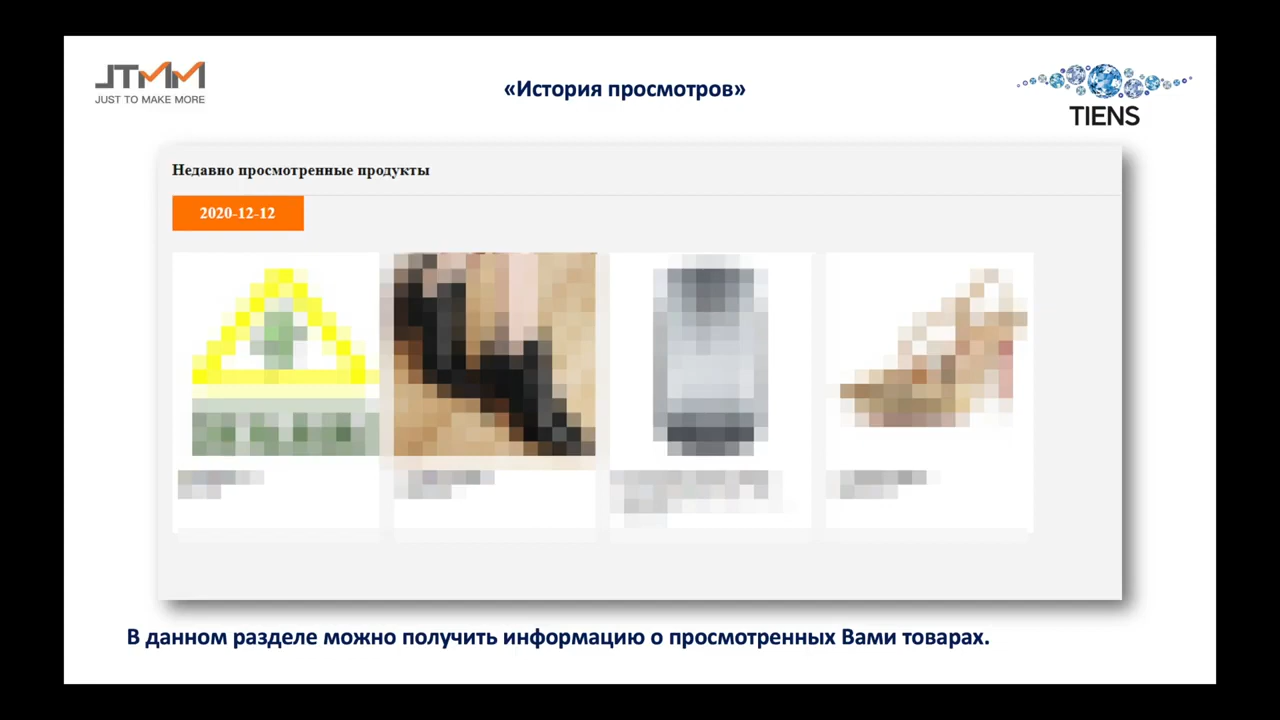 JTMM
JUST TO MAKE MORE
«История просмотров»
TIENS
Недавно просмотренные продукты
2020-12-12
В данном разделе можно получить информацию о просмотренных Вами товарах.